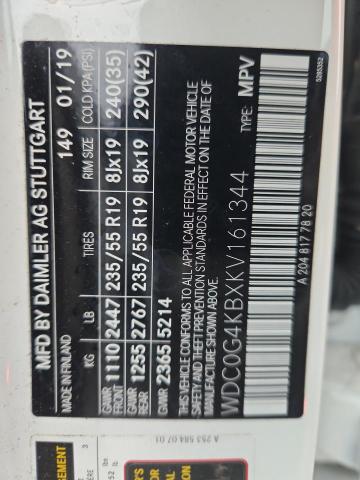 MFD BY DAIMLER AG STUTTGART
MADE IN FINLAND 149 01/19
KG LB TIRES RIM SIZE COLD KPA(PSI)
GAWR FRONT 1110 2447 235/55 R19 8Jx19 240(35)
GAWR REAR 1255 2767 235/55 R19 8Jx19 290(42)
GVWR 2365 5214
THIS VEHICLE CONFORMS TO ALL APPLICABLE FEDERAL MOTOR VEHICLE
SAFETY AND THEFT PREVENTION STANDARDS IN EFFECT ON THE DATE OF
MANUFACTURE SHOWN ABOVE.
WDC0G4KBXKV161344 TYPE: MPV
A 204 817 78 20
5285352
A 253 584 07 01